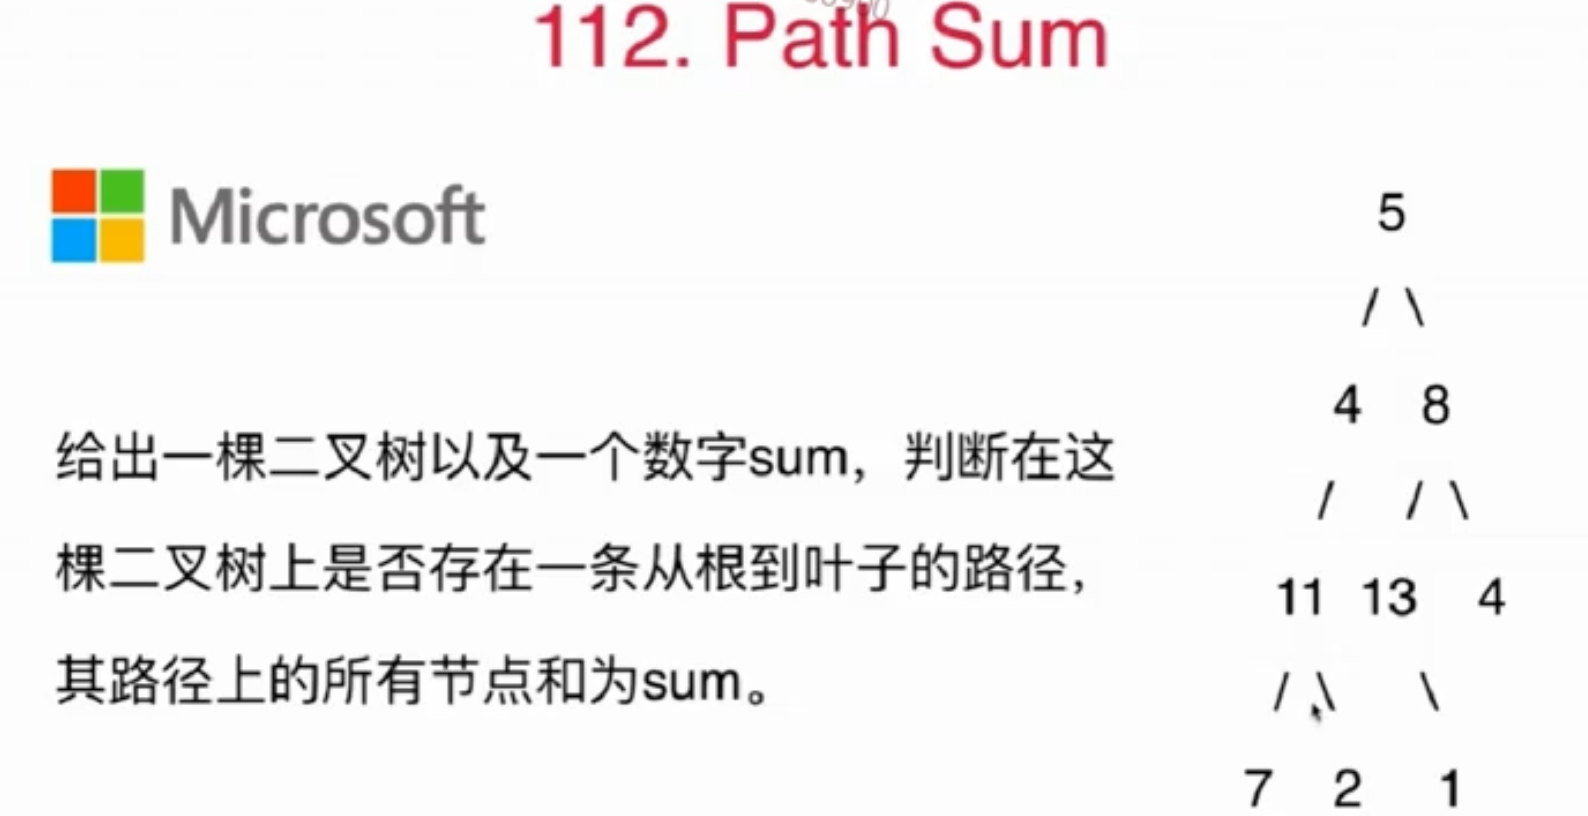 112. Path Sum
Microsoft
5
/ \
4 8
给出一棵二叉树以及一个数字sum，判断在这
/ / \
棵二叉树上是否存在一条从根到叶子的路径，
11 13 4
其路径上的所有节点和为sum。
/ \ \
7 2 1